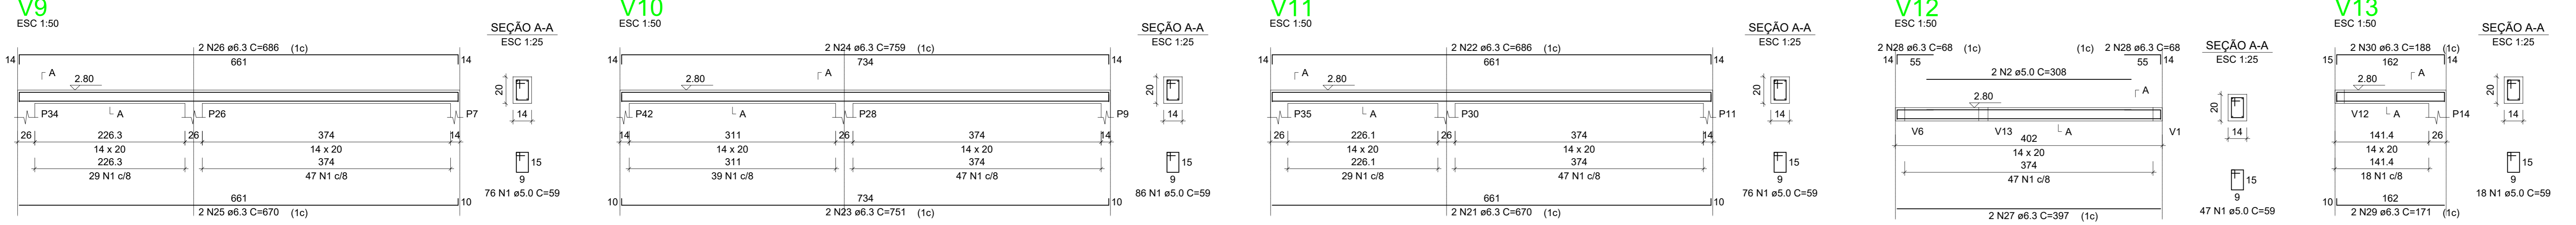 V9
ESC 1:50
SEÇÃO A-A
ESC 1:25
2 N26 ø6.3 C=686 (1c)
14 661 14
A
2.80
20
14
P34 A P26 P7
26 226.3 26 374 14
14 x 20 14 x 20
226.3 374
29 N1 c/8 47 N1 c/8
15
9
76 N1 ø5.0 C=59
661 10
2 N25 ø6.3 C=670 (1c)
V10
ESC 1:50
SEÇÃO A-A
ESC 1:25
2 N24 ø6.3 C=759 (1c)
14 734 14
2.80 A
20
14
P42 A P28 P9
14 311 26 374 14
14 x 20 14 x 20
311 374
39 N1 c/8 47 N1 c/8
15
9
86 N1 ø5.0 C=59
10 734 10
2 N23 ø6.3 C=751 (1c)
V11
ESC 1:50
SEÇÃO A-A
ESC 1:25
2 N22 ø6.3 C=686 (1c)
14 661 14
A
2.80
20
14
P35 A P30 P11
26 226.1 26 374 14
14 x 20 14 x 20
226.1 374
29 N1 c/8 47 N1 c/8
15
9
76 N1 ø5.0 C=59
661 10
2 N21 ø6.3 C=670 (1c)
V12
ESC 1:50
SEÇÃO A-A
ESC 1:25
2 N28 ø6.3 C=68 (1c) (1c) 2 N28 ø6.3 C=68
14 55 55 14
2 N2 ø5.0 C=308
A
2.80
20
14
V6 V13 A V1
402
14 x 20
374
47 N1 c/8
15
9
47 N1 ø5.0 C=59
2 N27 ø6.3 C=397 (1c)
V13
ESC 1:50
SEÇÃO A-A
ESC 1:25
2 N30 ø6.3 C=188 (1c)
15 162 14
A
2.80
20
14
V12 A P14
141.4 26
14 x 20
141.4
18 N1 c/8
15
9
18 N1 ø5.0 C=59
10 162
2 N29 ø6.3 C=171 (1c)